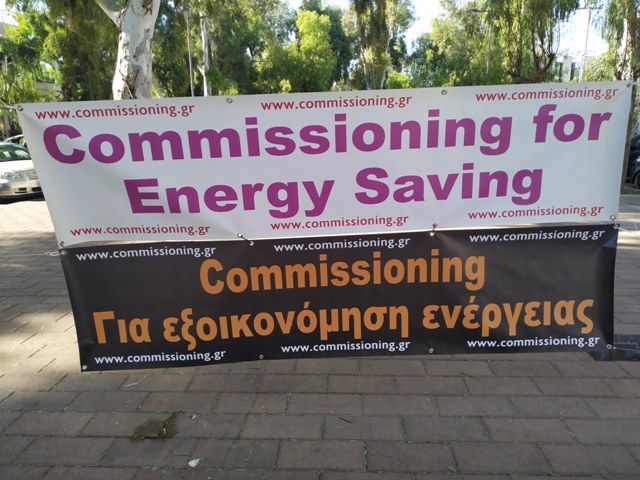 www.commissioning.gr www.commissioning.gr www.commissioning.gr
Commissioning for
Energy Saving
www.commissioning.gr www.commissioning.gr www.commissioning.gr
www.commissioning.gr www.commissioning.gr www.commissioning.gr
Commissioning
Για εξοικονόμηση ενέργειας
www.commissioning.gr www.commissioning.gr www.commissioning.gr